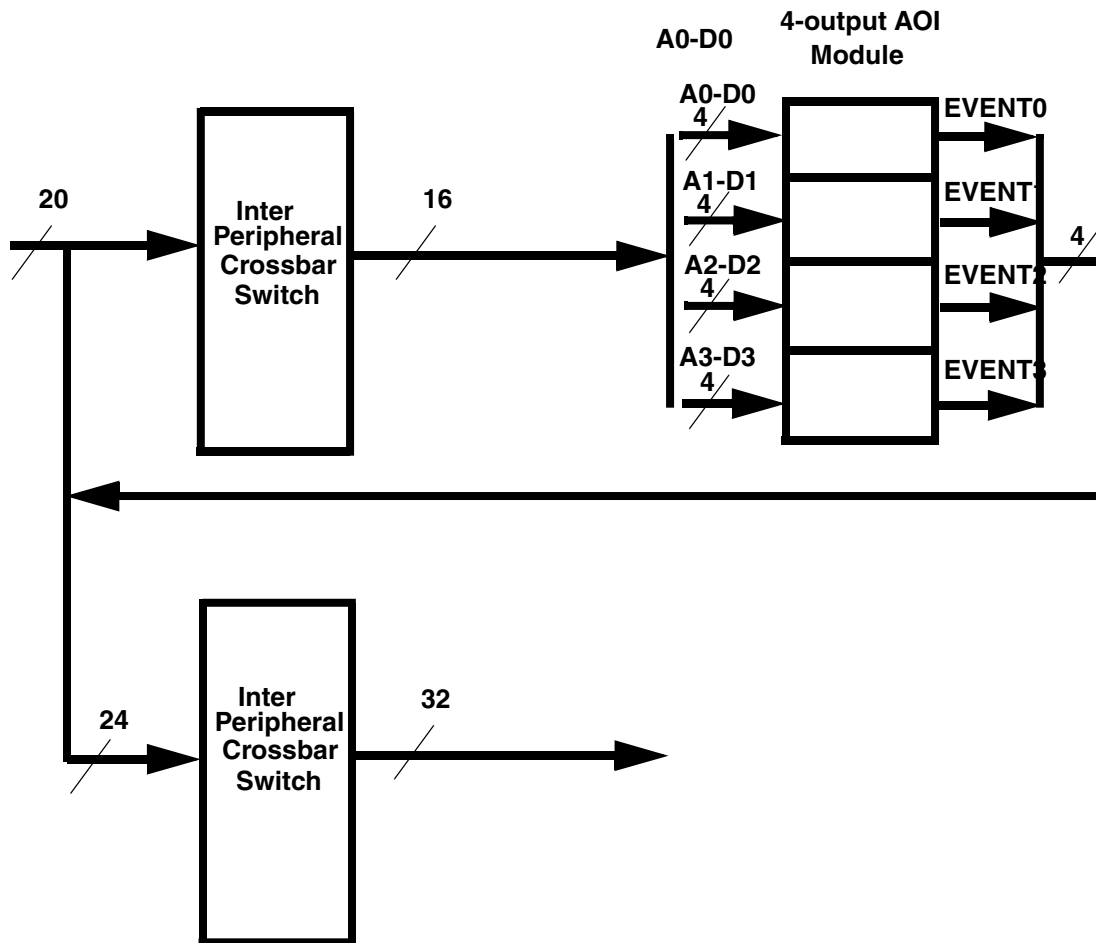 4-output AOI
Module
A0-D0
A0-D0
4
EVENT0
20
Inter
Peripheral
Crossbar
Switch
16
A1-D1
4
EVENT1
4
A2-D2
4
EVENT2
A3-D3
4
EVENT3
24
Inter
Peripheral
Crossbar
Switch
32